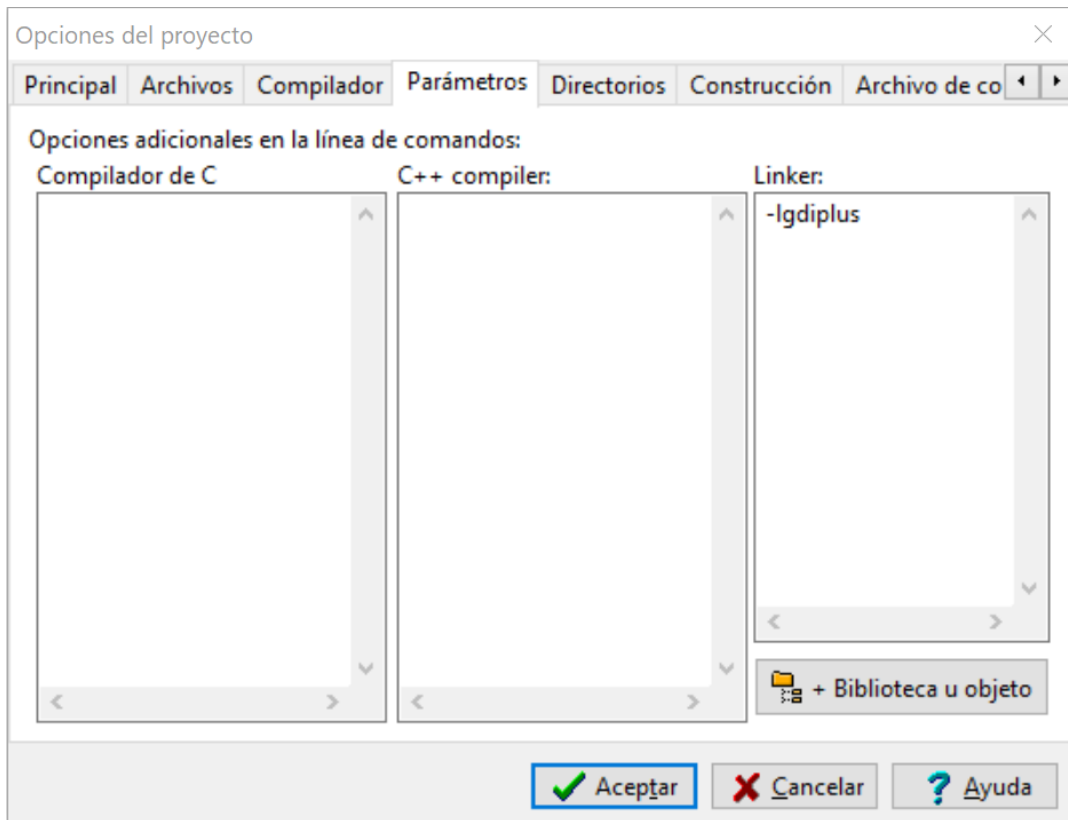 Opciones del proyecto
Principal Archivos Compilador Parámetros Directorios Construcción Archivo de co
Opciones adicionales en la línea de comandos:
Compilador de C C++ compiler: Linker:
-lgdiplus
+ Biblioteca u objeto
Aceptar Cancelar Ayuda